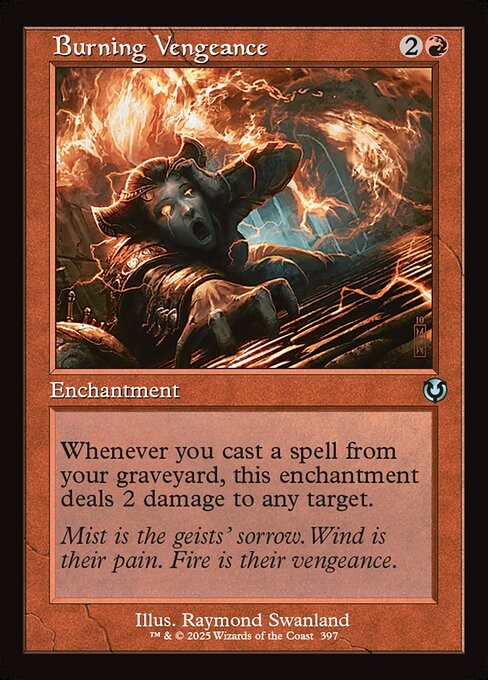 Burning Vengeance 2
Enchantment
Whenever you cast a spell from
your graveyard, this enchantment
deals 2 damage to any target.
Mist is the geists' sorrow. Wind is
their pain. Fire is their vengeance.
Illus. Raymond Swanland
™ & © 2025 Wizards of the Coast 397